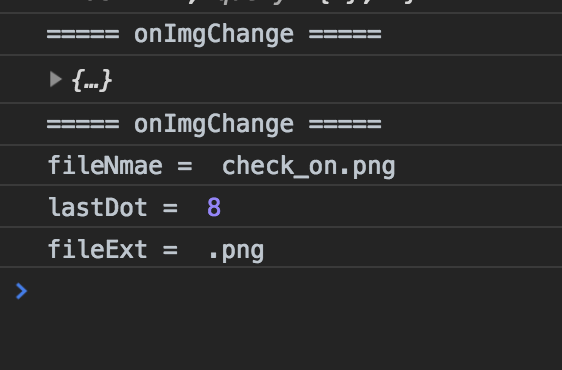 ===== onImgChange =====
{…}
===== onImgChange =====
fileNmae =  check_on.png
lastDot =  8
fileExt =  .png